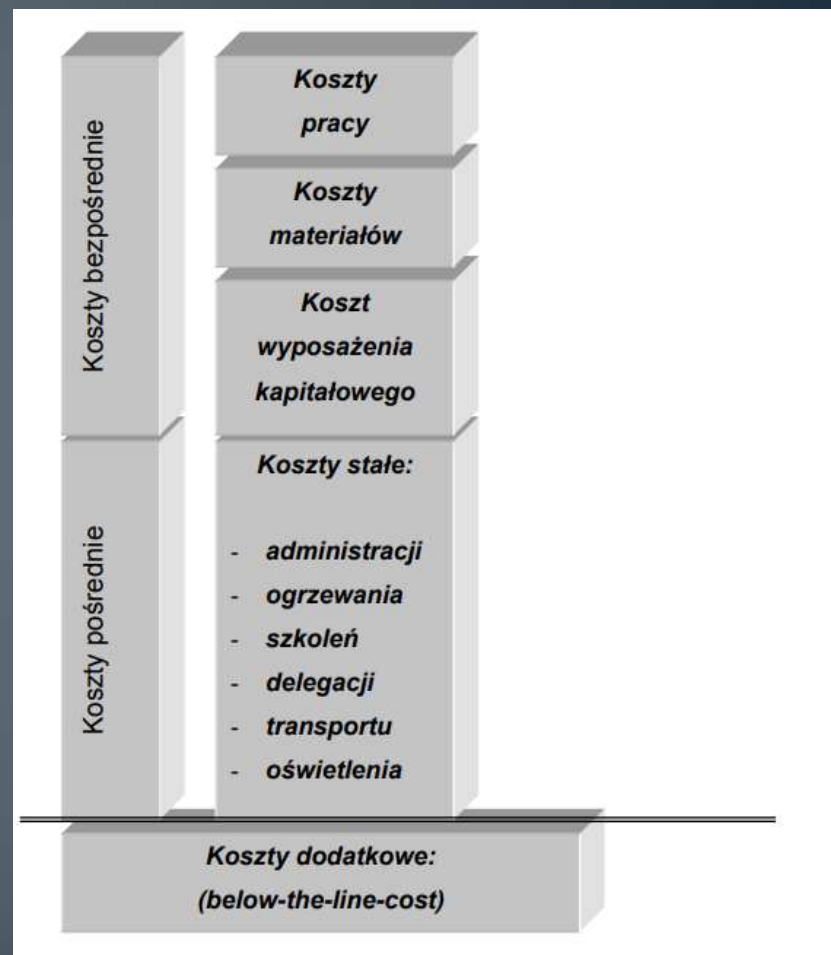 Koszty bezpośrednie
Koszty
pracy
Koszty
materiałów
Koszt
wyposażenia
kapitałowego
Koszty pośrednie
Koszty stałe:
- administracji
- ogrzewania
- szkoleń
- delegacji
- transportu
- oświetlenia
Koszty dodatkowe:
(below-the-line-cost)